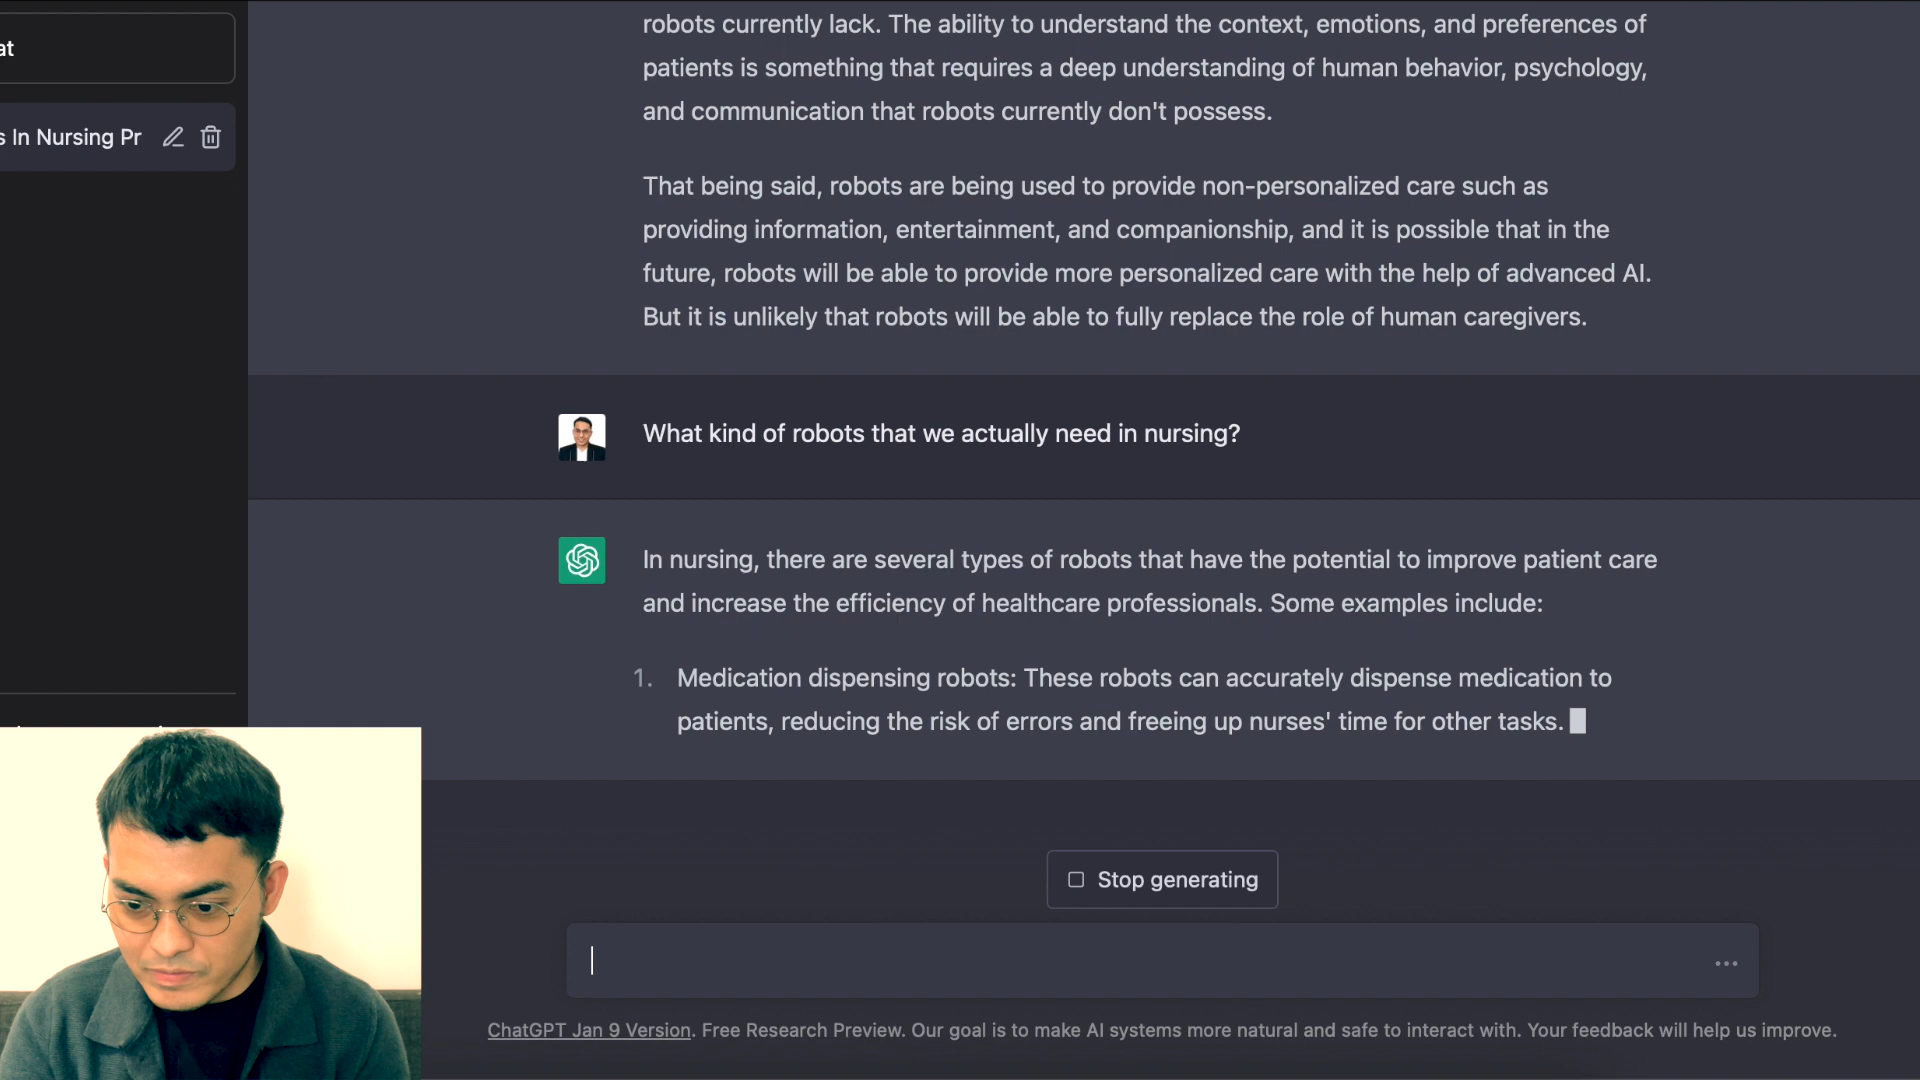 at
s In Nursing Pr
robots currently lack. The ability to understand the context, emotions, and preferences of
patients is something that requires a deep understanding of human behavior, psychology,
and communication that robots currently don't possess.
That being said, robots are being used to provide non-personalized care such as
providing information, entertainment, and companionship, and it is possible that in the
future, robots will be able to provide more personalized care with the help of advanced AI.
But it is unlikely that robots will be able to fully replace the role of human caregivers.
What kind of robots that we actually need in nursing?
In nursing, there are several types of robots that have the potential to improve patient care
and increase the efficiency of healthcare professionals. Some examples include:
1. Medication dispensing robots: These robots can accurately dispense medication to
patients, reducing the risk of errors and freeing up nurses' time for other tasks.
Stop generating
ChatGPT Jan 9 Version. Free Research Preview. Our goal is to make AI systems more natural and safe to interact with. Your feedback will help us improve.